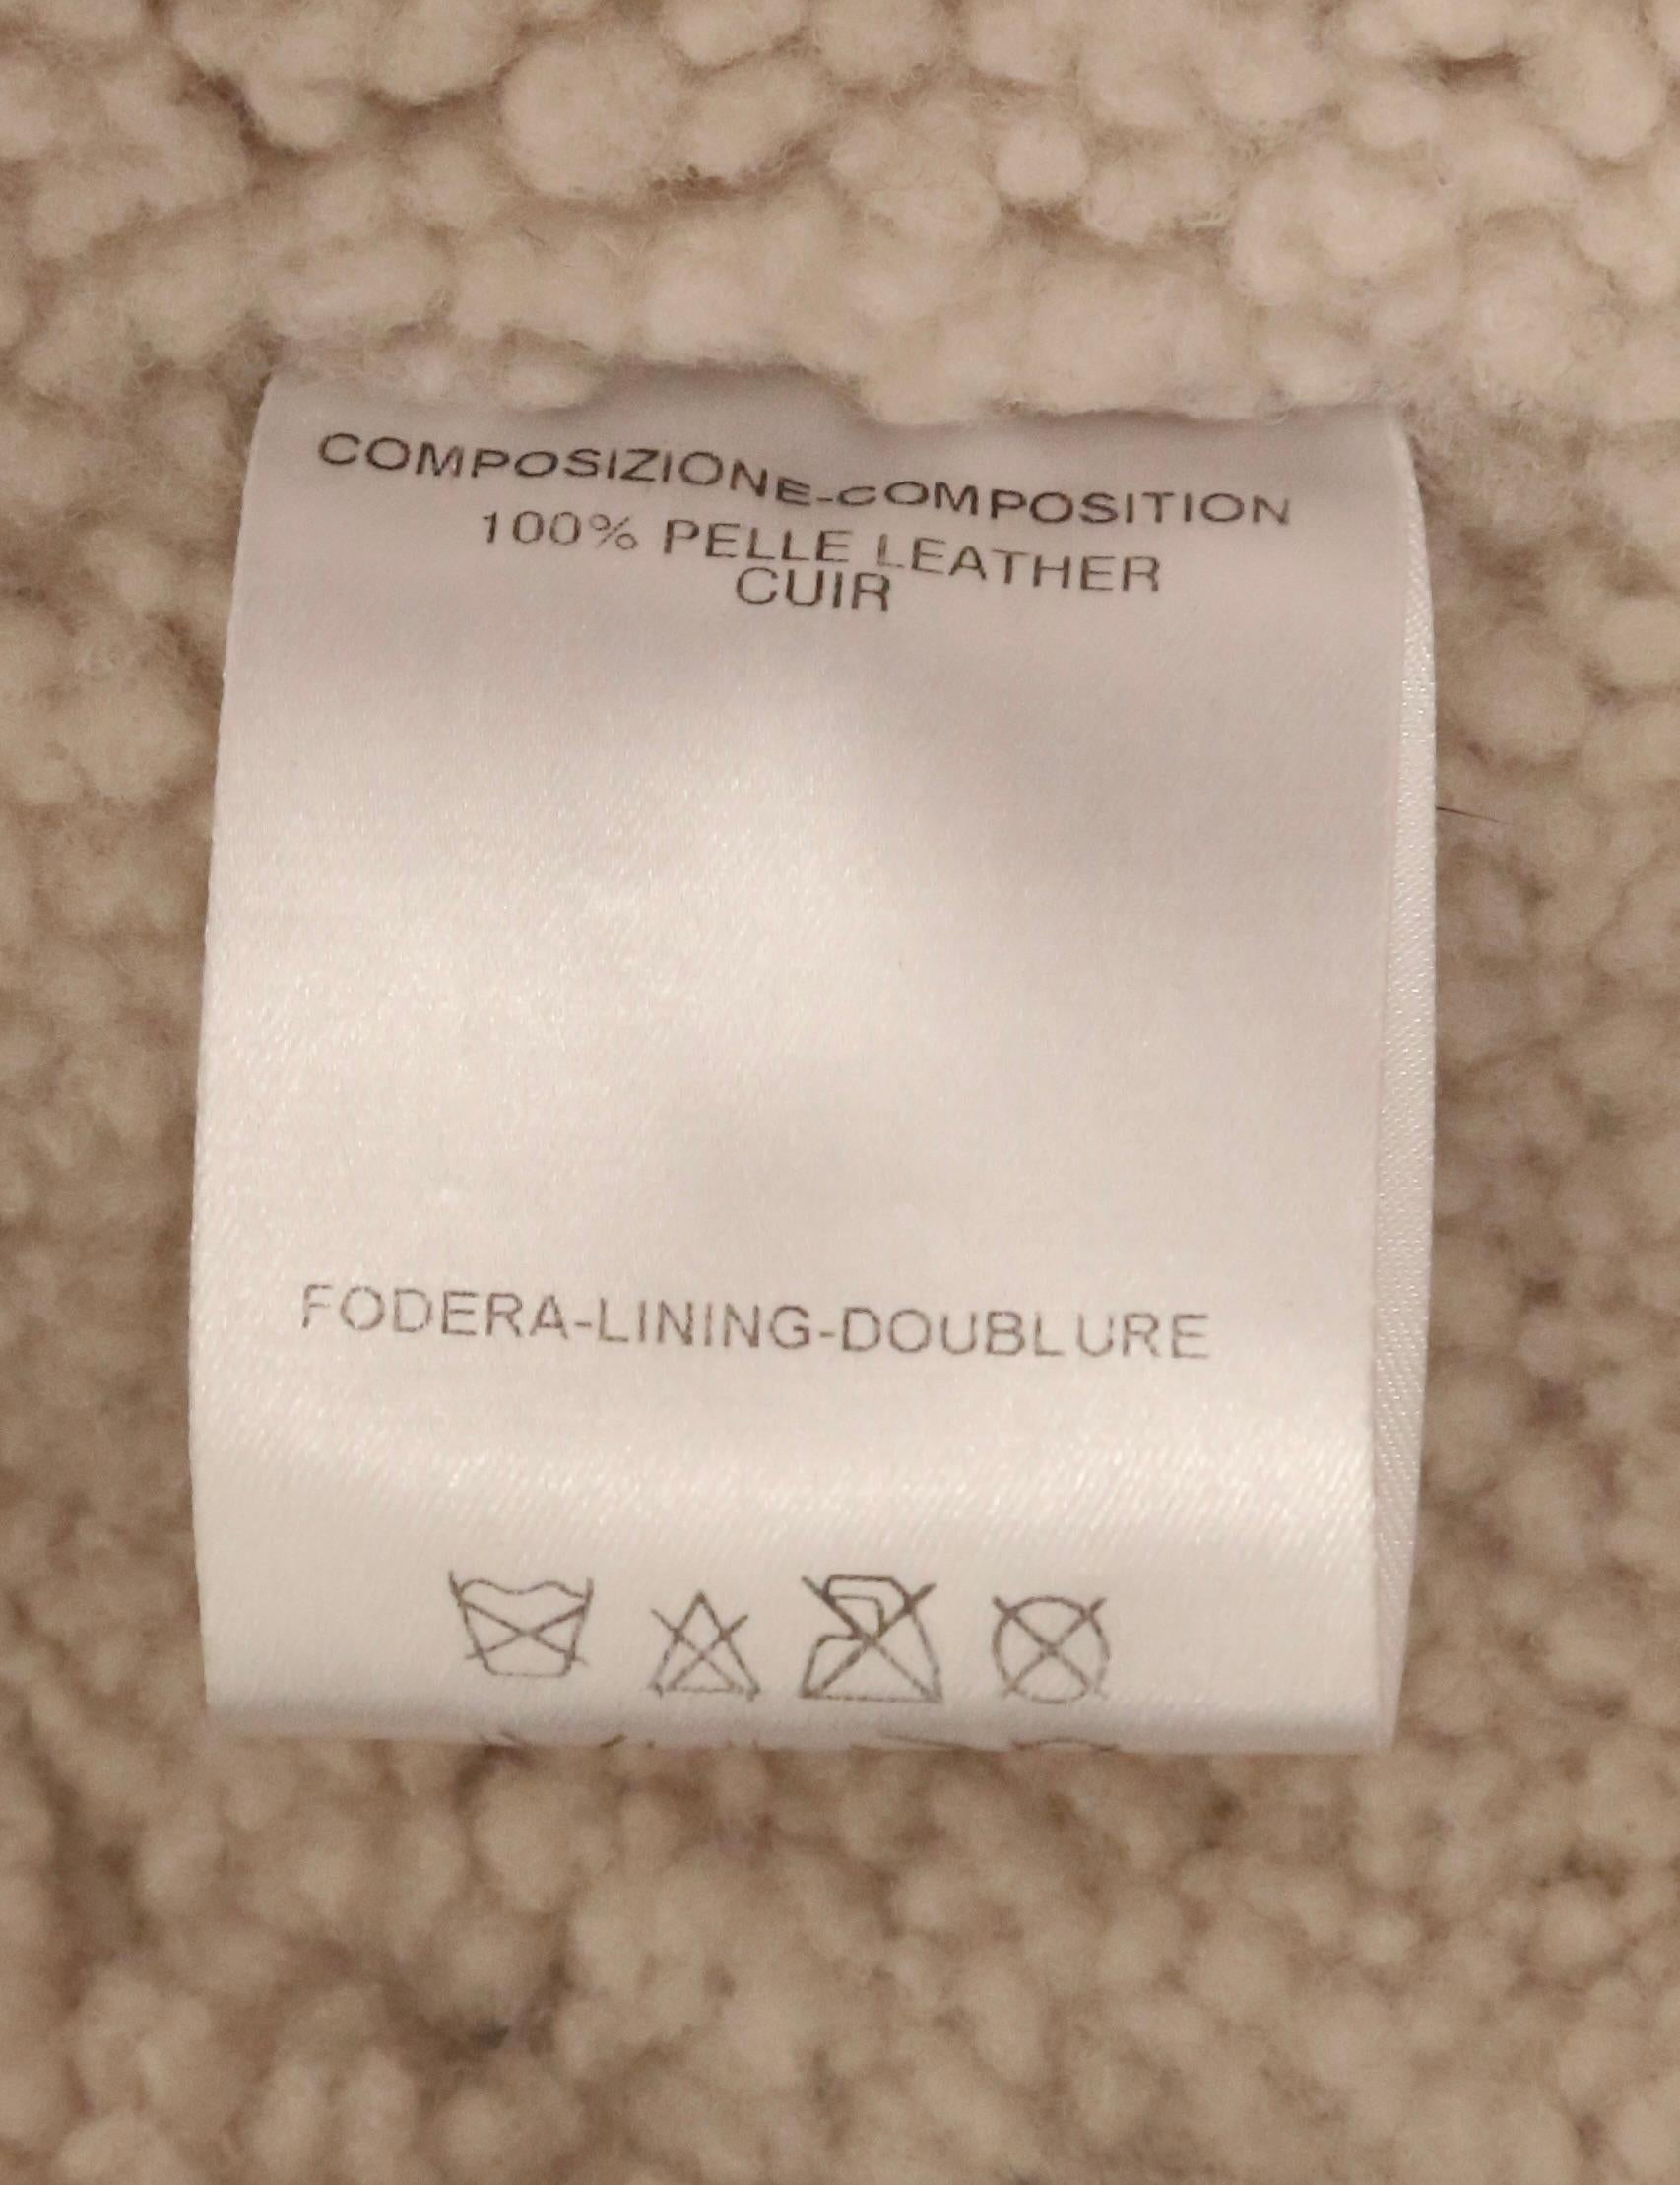 COMPOSIZIONE-COMPOSITION
100% PELLE LEATHER
CUIR
FODERA-LINING-DOUBLURE